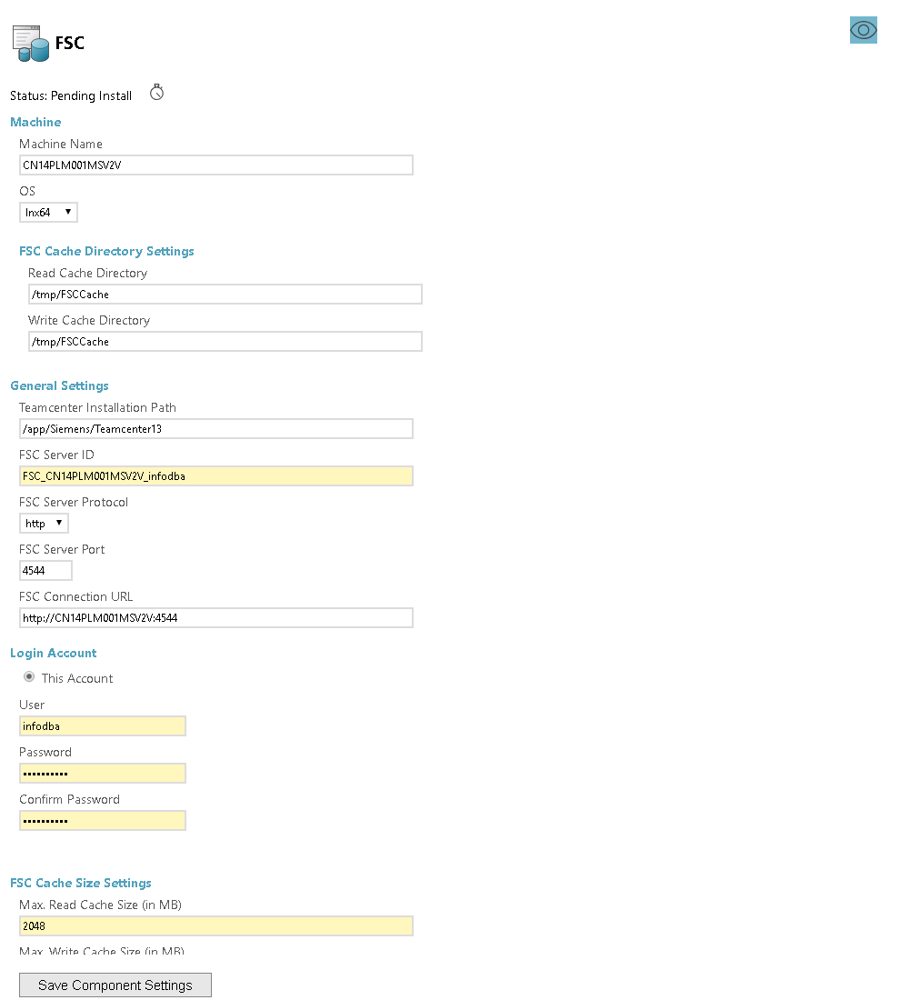 FSC
Status: Pending Install
Machine
Machine Name
CN14PLM001MSV2V
OS
lnx64
FSC Cache Directory Settings
Read Cache Directory
/tmp/FSCCache
Write Cache Directory
/tmp/FSCCache
General Settings
Teamcenter Installation Path
/app/Siemens/Teamcenter13
FSC Server ID
FSC_CN14PLM001MSV2V_infodba
FSC Server Protocol
http
FSC Server Port
4544
FSC Connection URL
http://CN14PLM001MSV2V:4544
Login Account
This Account
User
infodba
Password
••••••••••
Confirm Password
••••••••••
FSC Cache Size Settings
Max. Read Cache Size (in MB)
2048
Max. Write Cache Size (in MB)
Save Component Settings